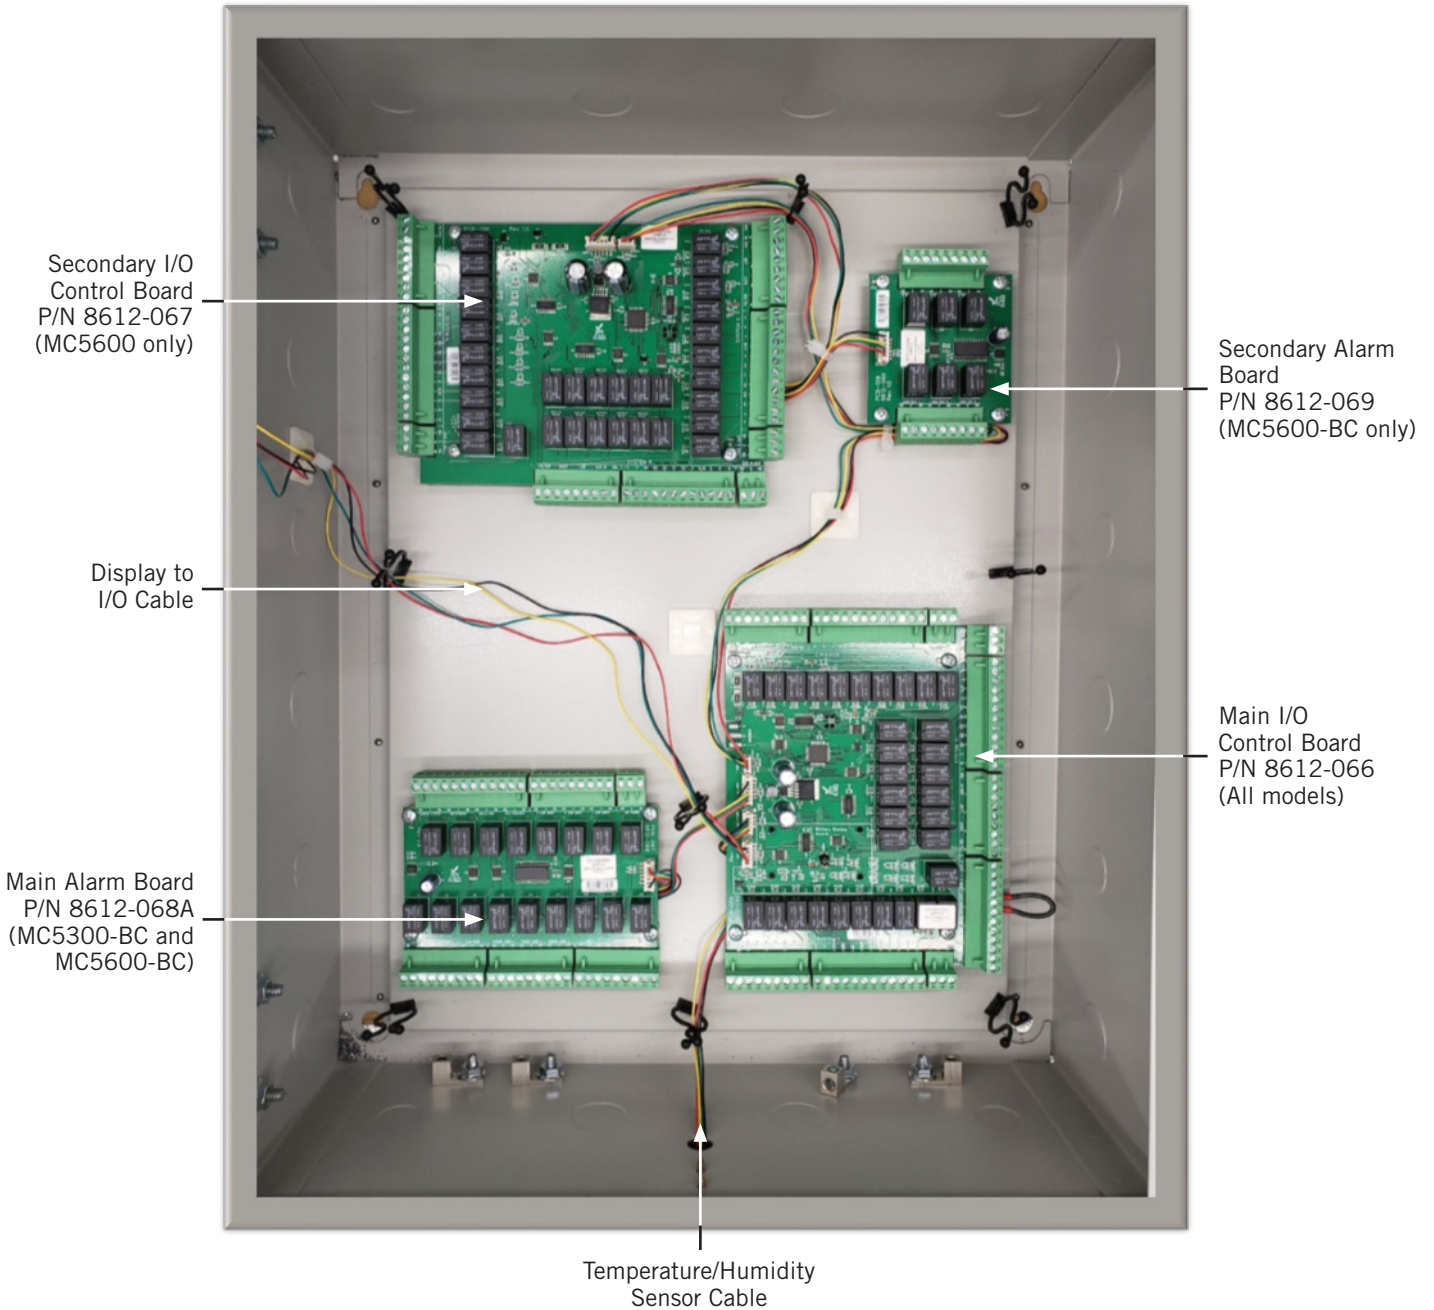 Secondary I/O
Control Board
P/N 8612-067
(MC5600 only)
Secondary Alarm
Board
P/N 8612-069
(MC5600-BC only)
Display to
I/O Cable
Main I/O
Control Board
P/N 8612-066
(All models)
Main Alarm Board
P/N 8612-068A
(MC5300-BC and
MC5600-BC)
Temperature/Humidity
Sensor Cable